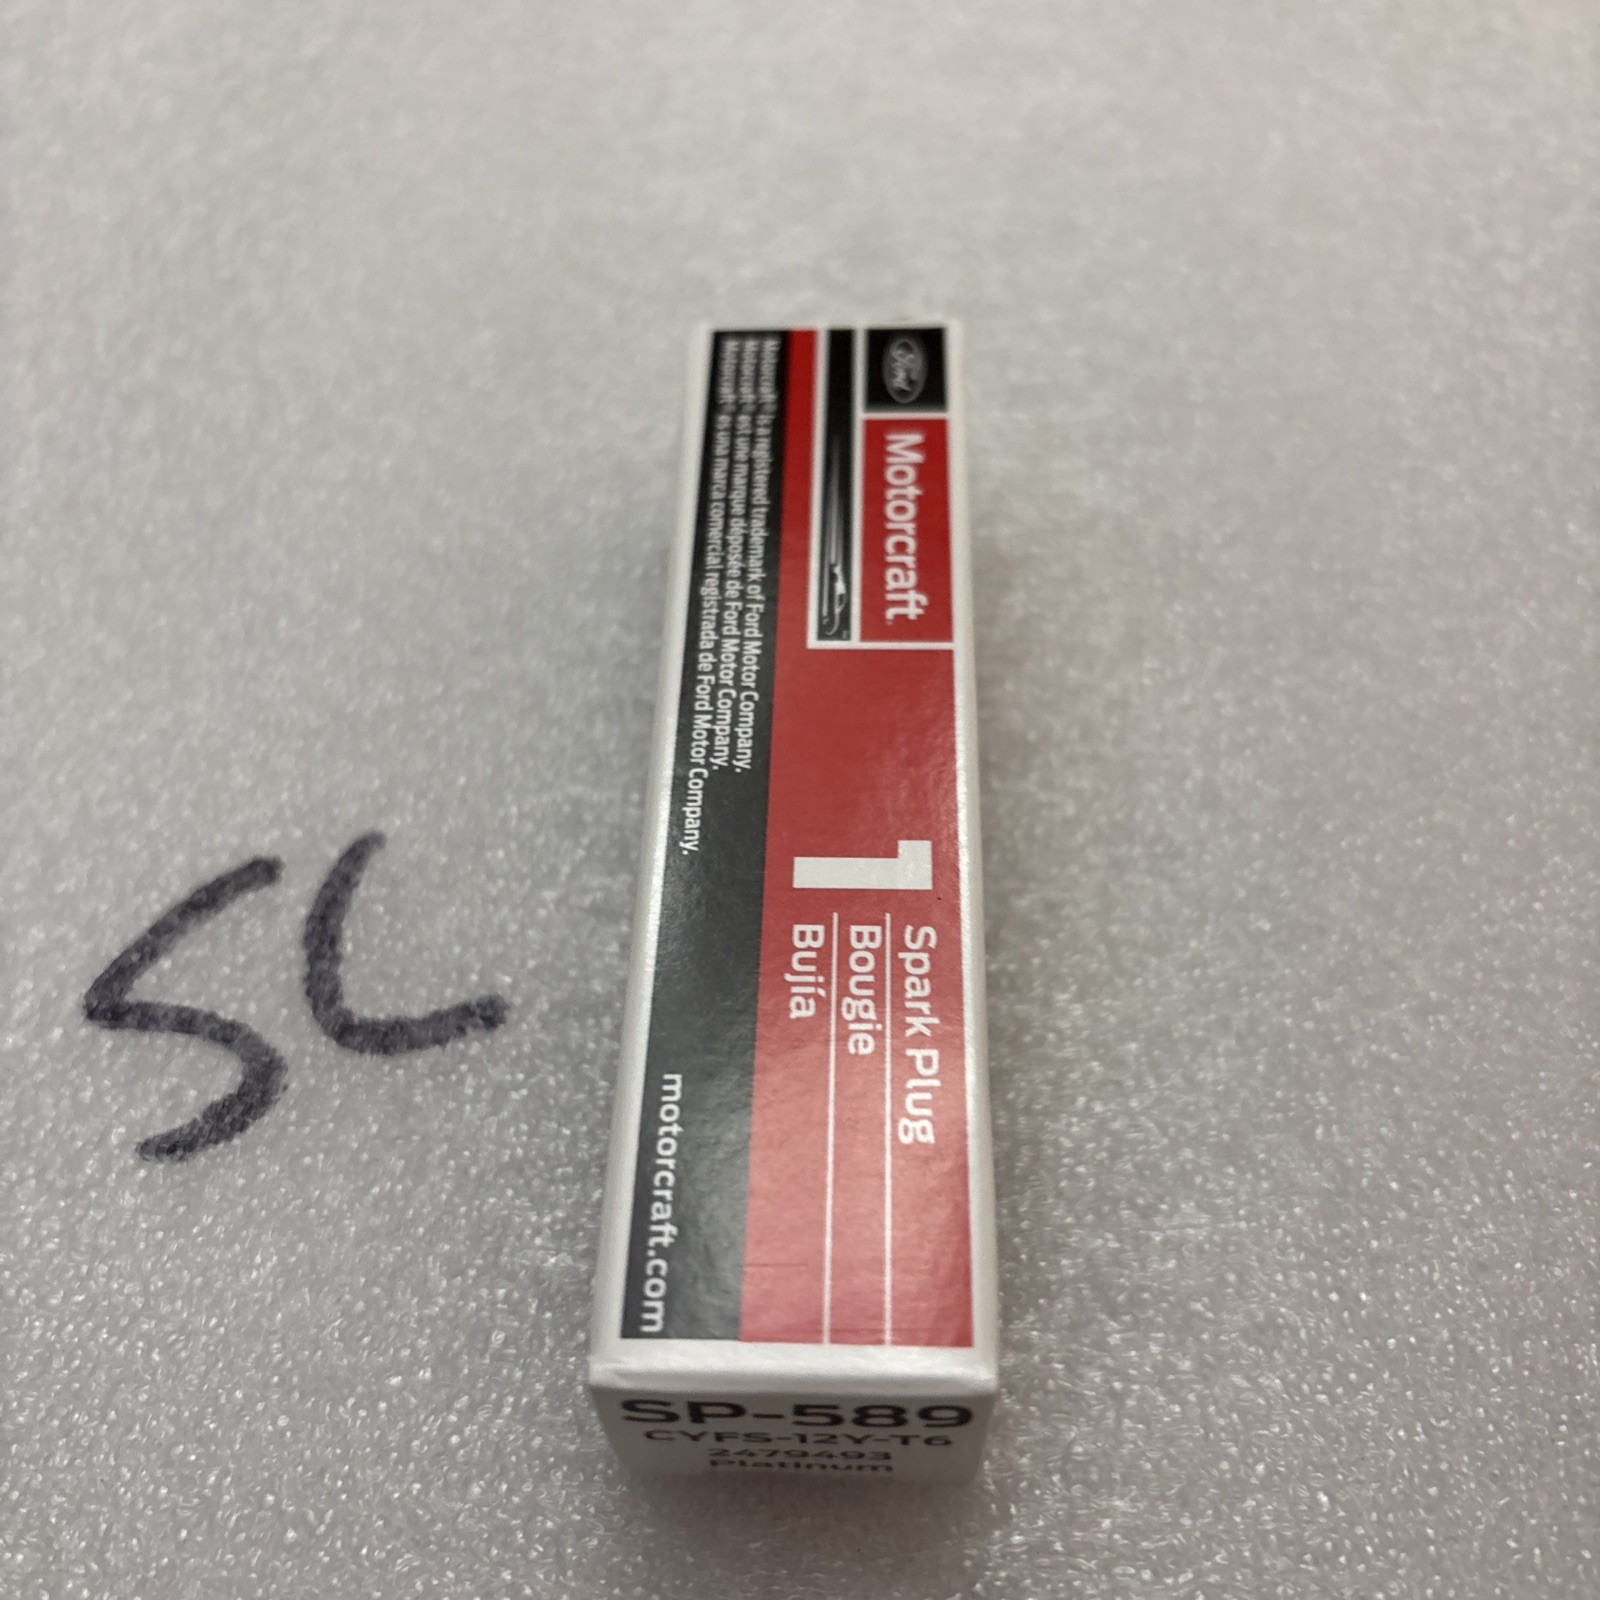 Ford
Motorcraft
1
Spark Plug
Bougie
Bujía
Motorcraft® is a registered trademark of Ford Motor Company.
Motorcraft® est une marque déposée de Ford Motor Company.
Motorcraft® es una marca comercial registrada de Ford Motor Company.
motorcraft.com
SP-589
CYFS-12Y-T6
2479493
Platinum
SL